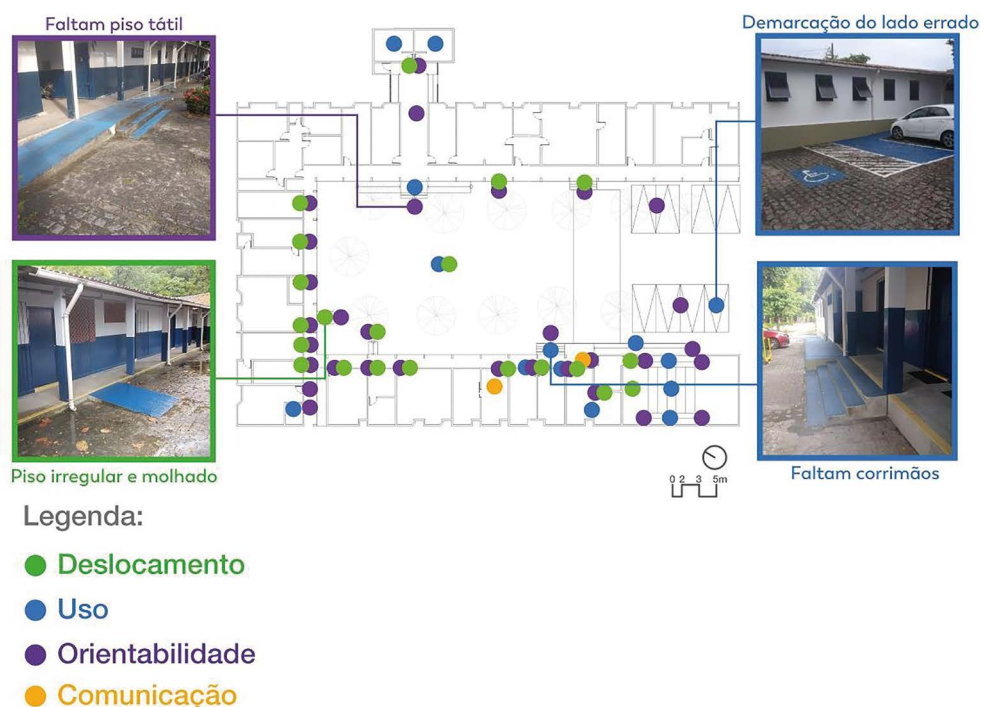 Faltam piso tátil
Demarcação do lado errado
Piso irregular e molhado
Faltam corrimãos
0 2 3 5m
Legenda:
Deslocamento
Uso
Orientabilidade
Comunicação